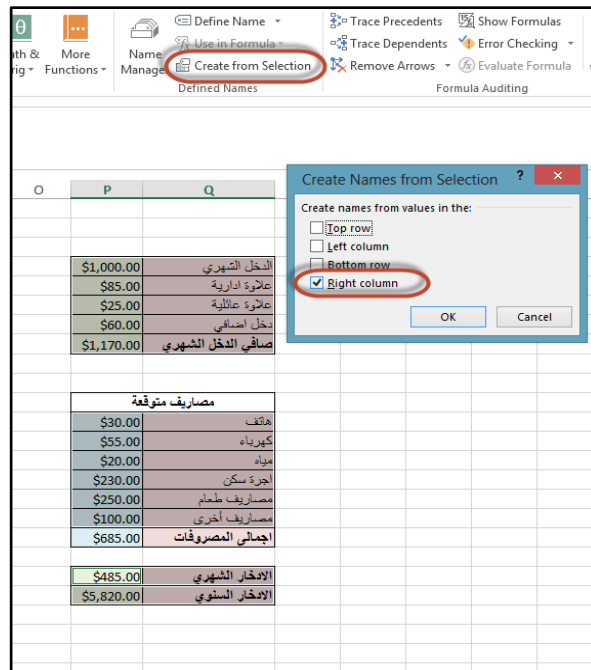 θ
Define Name
Trace Precedents
Show Formulas
th &
More
Name
Use in Formula
Trace Dependents
Error Checking
rig
Functions
Manage
Create from Selection
Remove Arrows
Evaluate Formula
Defined Names
Formula Auditing
O
P
Q
Create Names from Selection
?
Create names from values in the:
Top row
Left column
Bottom row
Right column
OK
Cancel
$1,000.00 الدخل الشهري
$85.00 علاوة ادارية
$25.00 علاوة عائلية
$60.00 دخل اضافي
$1,170.00 صافي الدخل الشهري
مصاريف متوقعة
$30.00 هاتف
$55.00 كهرباء
$20.00 مياه
$230.00 اجرة سكن
$250.00 مصاريف طعام
$100.00 مصاريف أخرى
$685.00 اجمالي المصروفات
$485.00 الادخار الشهري
$5,820.00 الادخار السنوي